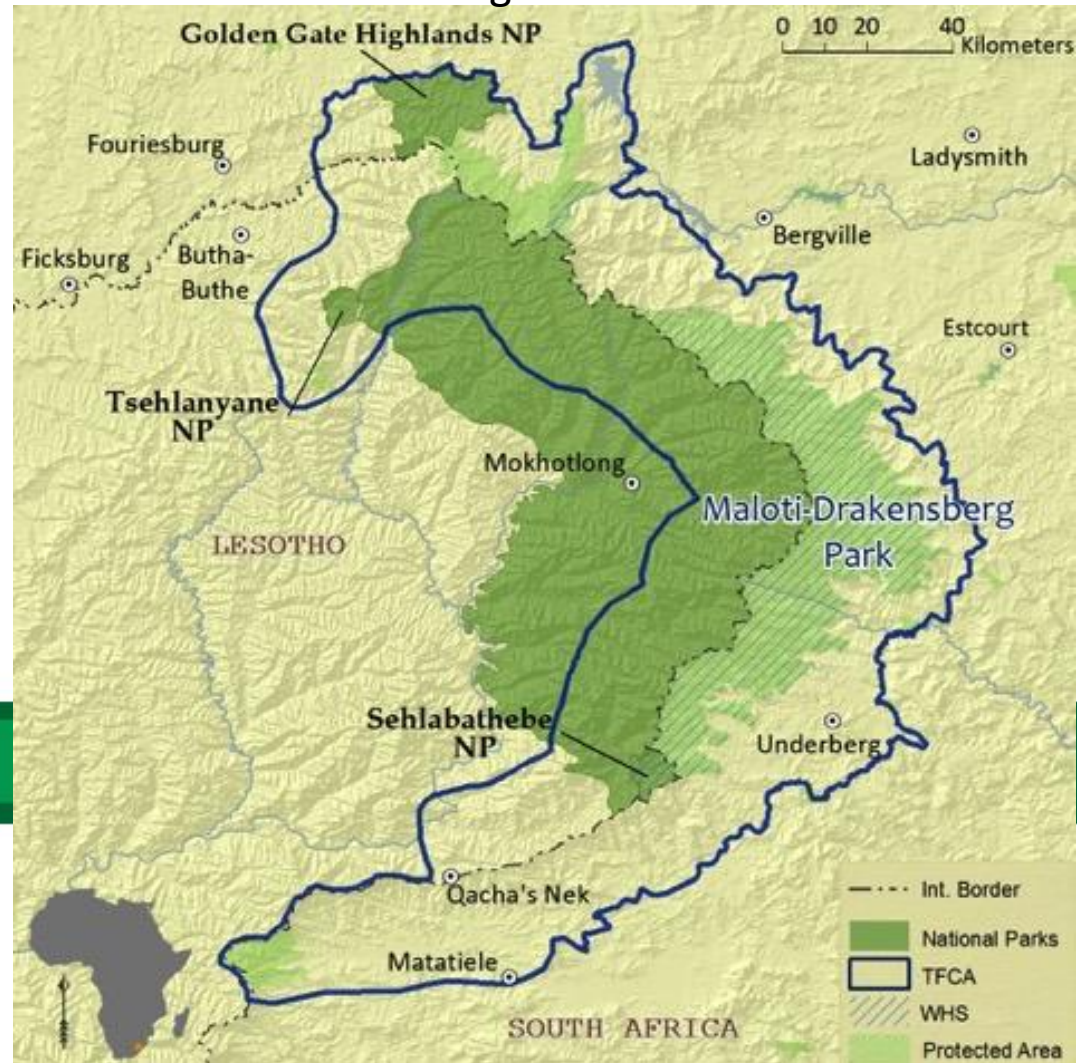 Golden Gate Highlands NP
0 10 20 40
Kilometers
Fouriesburg
Ladysmith
Bergville
Ficksburg
Butha-
Buthe
Estcourt
Tsehlanyane
NP
Mokhotlong
Maloti-Drakensberg
Park
LESOTHO
Sehlabathebe
NP
Underberg
Qacha's Nek
Matatiele
SOUTH AFRICA
Int. Border
National Parks
TFCA
WHS
Protected Area